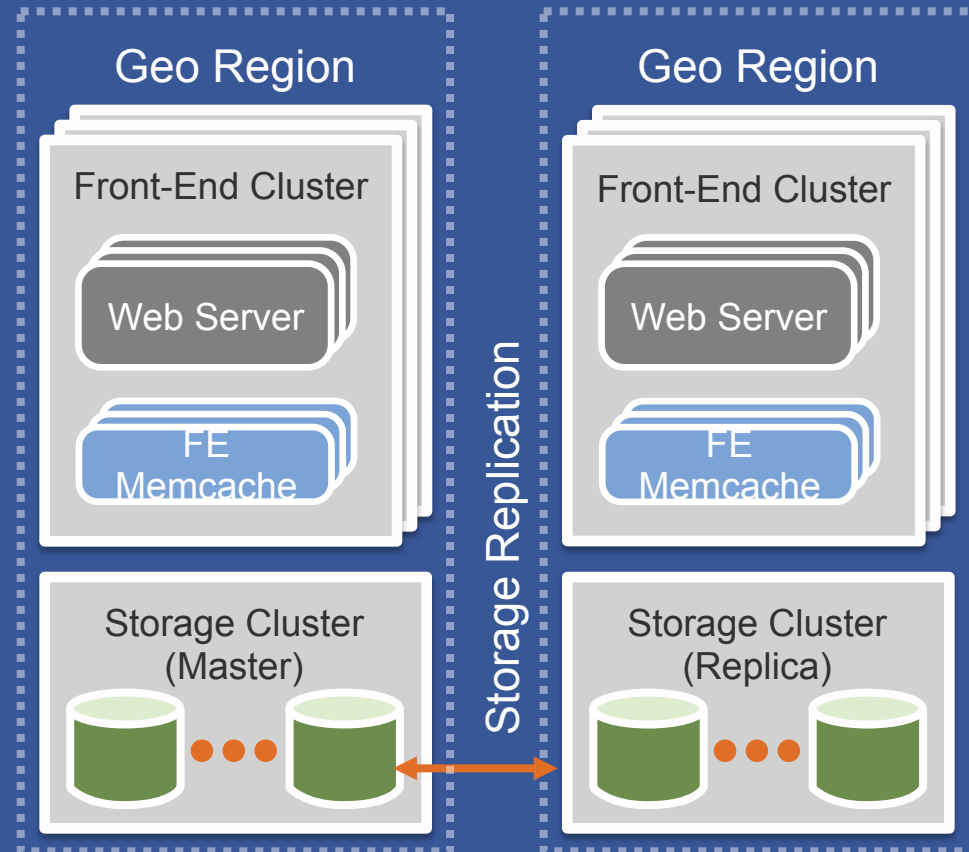 Geo Region
Front-End Cluster
Web Server
FE
Memcache
Storage Cluster
(Master)
Storage Replication
Geo Region
Front-End Cluster
Web Server
FE
Memcache
Storage Cluster
(Replica)